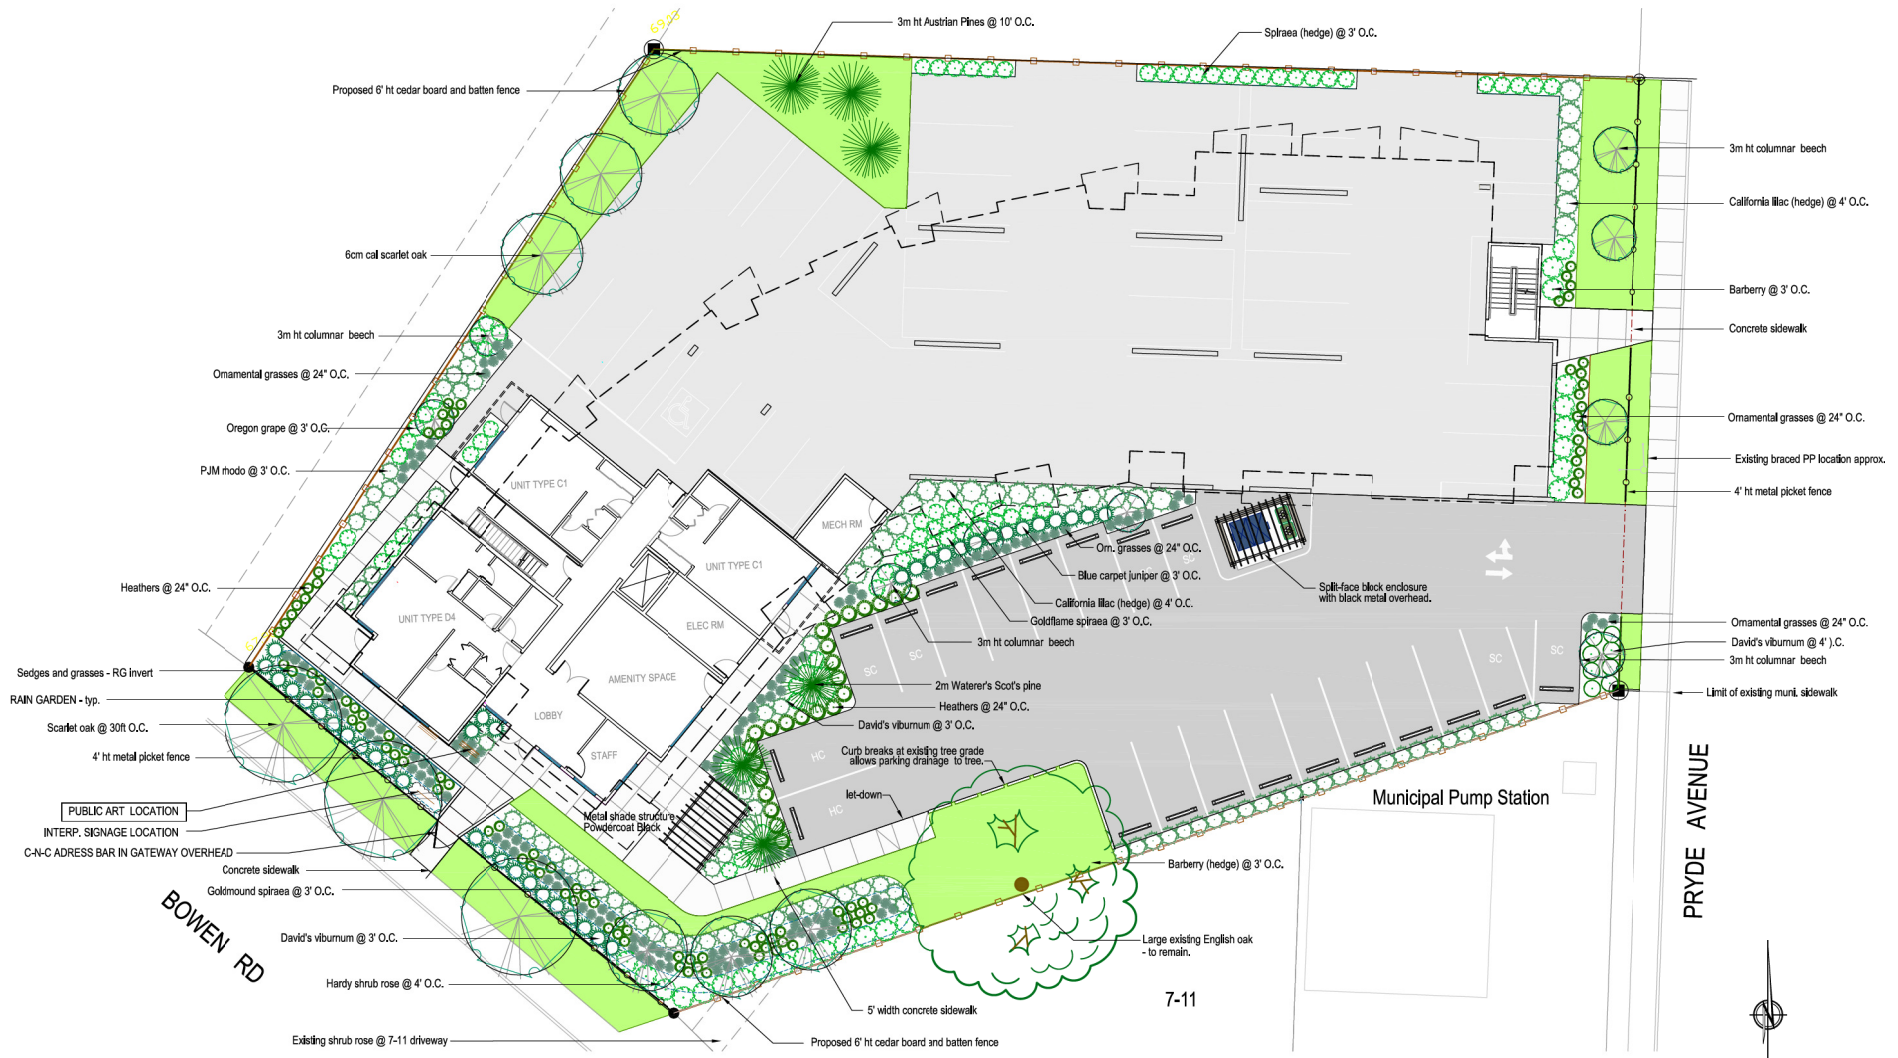 6939
3m ht Austrian Pines @ 10' O.C.
Spiraea (hedge) @ 3' O.C.
Proposed 6' ht cedar board and batten fence
3m ht columnar beech
California lilac (hedge) @ 4' O.C.
6cm cal scarlet oak
Barberry @ 3' O.C.
Concrete sidewalk
3m ht columnar beech
Ornamental grasses @ 24" O.C.
Oregon grape @ 3' O.C.
PJM rhodo @ 3' O.C.
Ornamental grasses @ 24" O.C.
Existing braced PP location approx.
4' ht metal picket fence
UNIT TYPE C1
MECH RM
UNIT TYPE C1
UNIT TYPE D4
ELEC RM
AMENITY SPACE
LOBBY
STAFF
Orn. grasses @ 24" O.C.
Blue carpet juniper @ 3' O.C.
California lilac (hedge) @ 4' O.C.
Goldflame spiraea @ 3' O.C.
3m ht columnar beech
SC
SC
SC
SC
SC
SC
Split-face block enclosure
with black metal overhead.
Heathers @ 24" O.C.
Ornamental grasses @ 24" O.C.
David's viburnum @ 4' ).C.
3m ht columnar beech
Limit of existing muni. sidewalk
Sedges and grasses - RG invert
RAIN GARDEN - typ.
Scarlet oak @ 30ft O.C.
4' ht metal picket fence
2m Waterer's Scot's pine
Heathers @ 24" O.C.
David's viburnum @ 3' O.C.
Curb breaks at existing tree grade
allows parking drainage to tree.
HC
HC
let-down
PUBLIC ART LOCATION
INTERP. SIGNAGE LOCATION
C-N-C ADRESS BAR IN GATEWAY OVERHEAD
Metal shade structure
Powdercoat Black
Municipal Pump Station
PRYDE AVENUE
Concrete sidewalk
Goldmound spiraea @ 3' O.C.
Barberry (hedge) @ 3' O.C.
BOWEN RD
David's viburnum @ 3' O.C.
Large existing English oak
- to remain.
Hardy shrub rose @ 4' O.C.
7-11
5' width concrete sidewalk
Existing shrub rose @ 7-11 driveway
Proposed 6' ht cedar board and batten fence